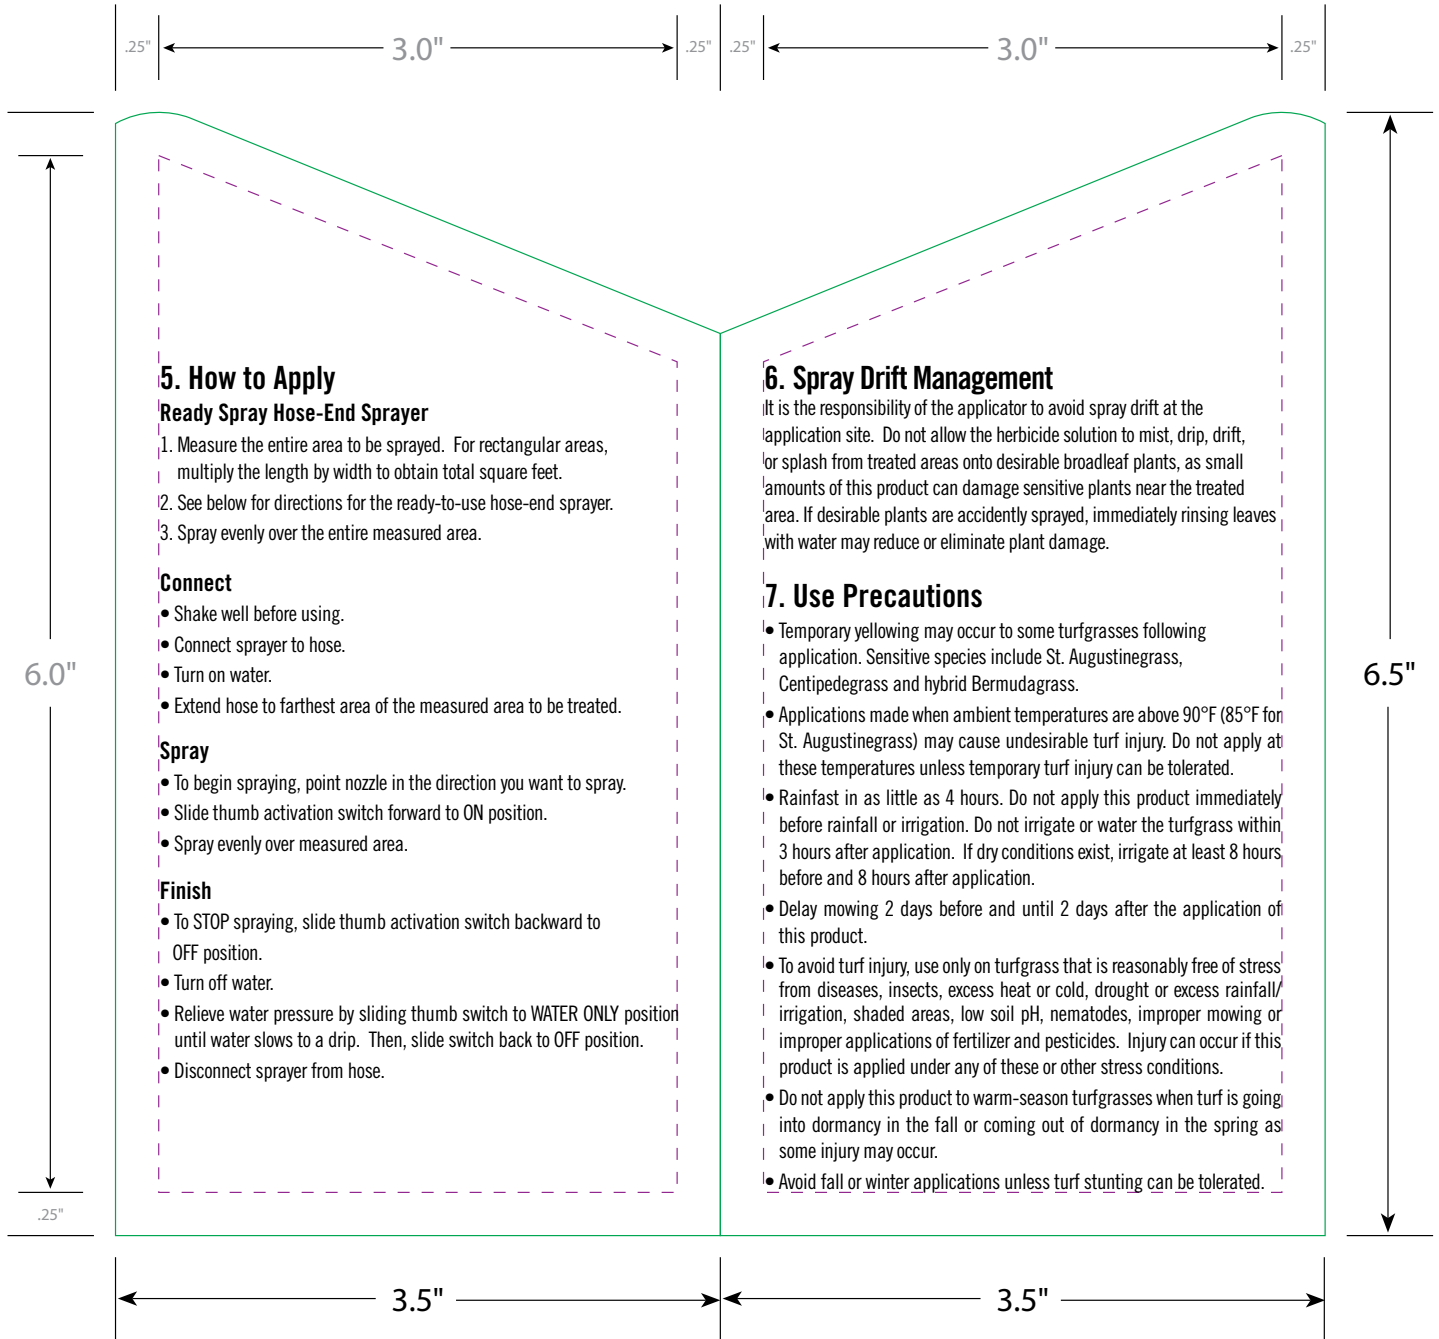 .25" 3.0" .25" .25" 3.0" .25"
5. How to Apply
Ready Spray Hose-End Sprayer
1. Measure the entire area to be sprayed.  For rectangular areas,
multiply the length by width to obtain total square feet.
2. See below for directions for the ready-to-use hose-end sprayer.
3. Spray evenly over the entire measured area.
Connect
• Shake well before using.
• Connect sprayer to hose.
• Turn on water.
• Extend hose to farthest area of the measured area to be treated.
Spray
• To begin spraying, point nozzle in the direction you want to spray.
• Slide thumb activation switch forward to ON position.
• Spray evenly over measured area.
Finish
• To STOP spraying, slide thumb activation switch backward to
OFF position.
• Turn off water.
• Relieve water pressure by sliding thumb switch to WATER ONLY position
until water slows to a drip.  Then, slide switch back to OFF position.
• Disconnect sprayer from hose.
6. Spray Drift Management
It is the responsibility of the applicator to avoid spray drift at the
application site.  Do not allow the herbicide solution to mist, drip, drift,
or splash from treated areas onto desirable broadleaf plants, as small
amounts of this product can damage sensitive plants near the treated
area. If desirable plants are accidently sprayed, immediately rinsing leaves
with water may reduce or eliminate plant damage.
7. Use Precautions
• Temporary yellowing may occur to some turfgrasses following
application. Sensitive species include St. Augustinegrass,
Centipedegrass and hybrid Bermudagrass.
• Applications made when ambient temperatures are above 90°F (85°F for
St. Augustinegrass) may cause undesirable turf injury. Do not apply at
these temperatures unless temporary turf injury can be tolerated.
• Rainfast in as little as 4 hours. Do not apply this product immediately
before rainfall or irrigation. Do not irrigate or water the turfgrass within
3 hours after application.  If dry conditions exist, irrigate at least 8 hours
before and 8 hours after application.
• Delay mowing 2 days before and until 2 days after the application of
this product.
• To avoid turf injury, use only on turfgrass that is reasonably free of stress
from diseases, insects, excess heat or cold, drought or excess rainfall/
irrigation, shaded areas, low soil pH, nematodes, improper mowing or
improper applications of fertilizer and pesticides.  Injury can occur if this
product is applied under any of these or other stress conditions.
• Do not apply this product to warm-season turfgrasses when turf is going
into dormancy in the fall or coming out of dormancy in the spring as
some injury may occur.
• Avoid fall or winter applications unless turf stunting can be tolerated.
6.0"
6.5"
.25"
3.5" 3.5"